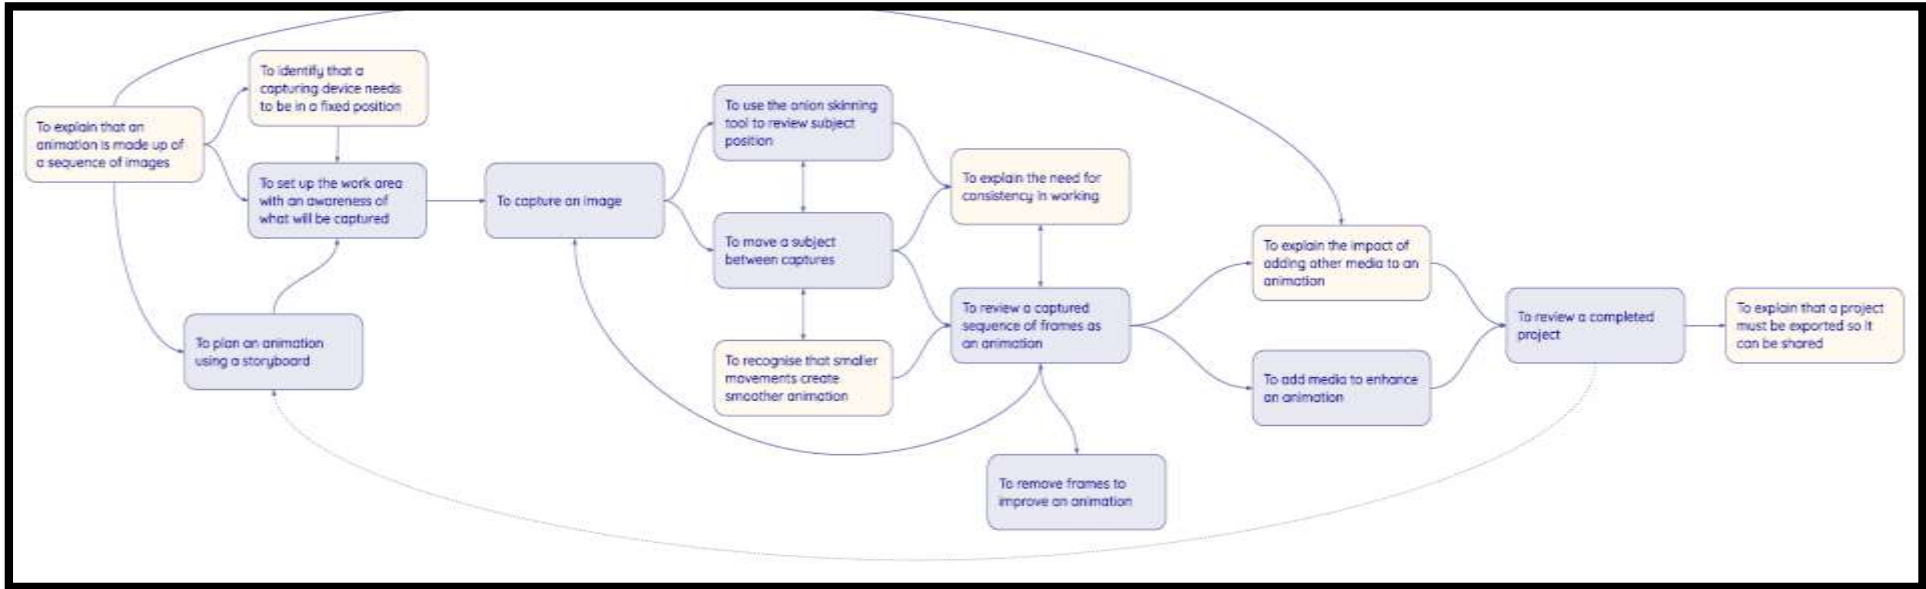 To explain that an
animation is made up of
a sequence of images
To identify that a
capturing device needs
to be in a fixed position
To set up the work area
with an awareness of
what will be captured
To plan an animation
using a storyboard
To capture an image
To use the onion skinning
tool to review subject
position
To move a subject
between captures
To recognise that smaller
movements create
smoother animation
To explain the need for
consistency in working
To review a captured
sequence of frames as
an animation
To remove frames to
improve an animation
To explain the impact of
adding other media to an
animation
To add media to enhance
an animation
To review a completed
project
To explain that a project
must be exported so it
can be shared